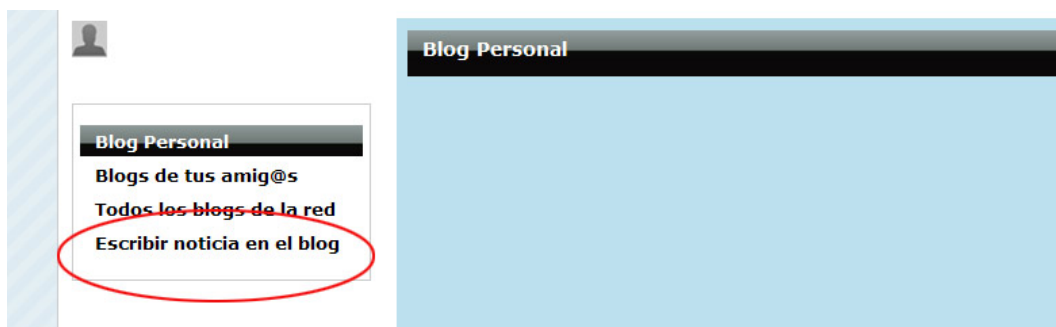 Blog Personal
Blog Personal
Blogs de tus amig@s
Todos los blogs de la red
Escribir noticia en el blog